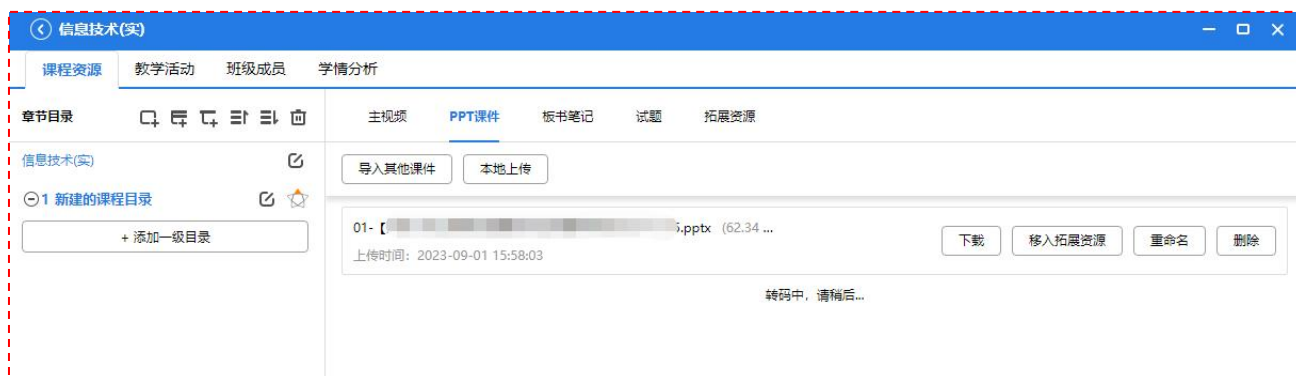 信息技术(实)
课程资源 教学活动 班级成员 学情分析
章节目录
主视频 PPT课件 板书笔记 试题 拓展资源
信息技术(实)
导入其他课件 本地上传
1 新建的课程目录
+ 添加一级目录
01-【 5.pptx (62.34 ...
上传时间：2023-09-01 15:58:03
下载 移入拓展资源 重命名 删除
转码中，请稍后...